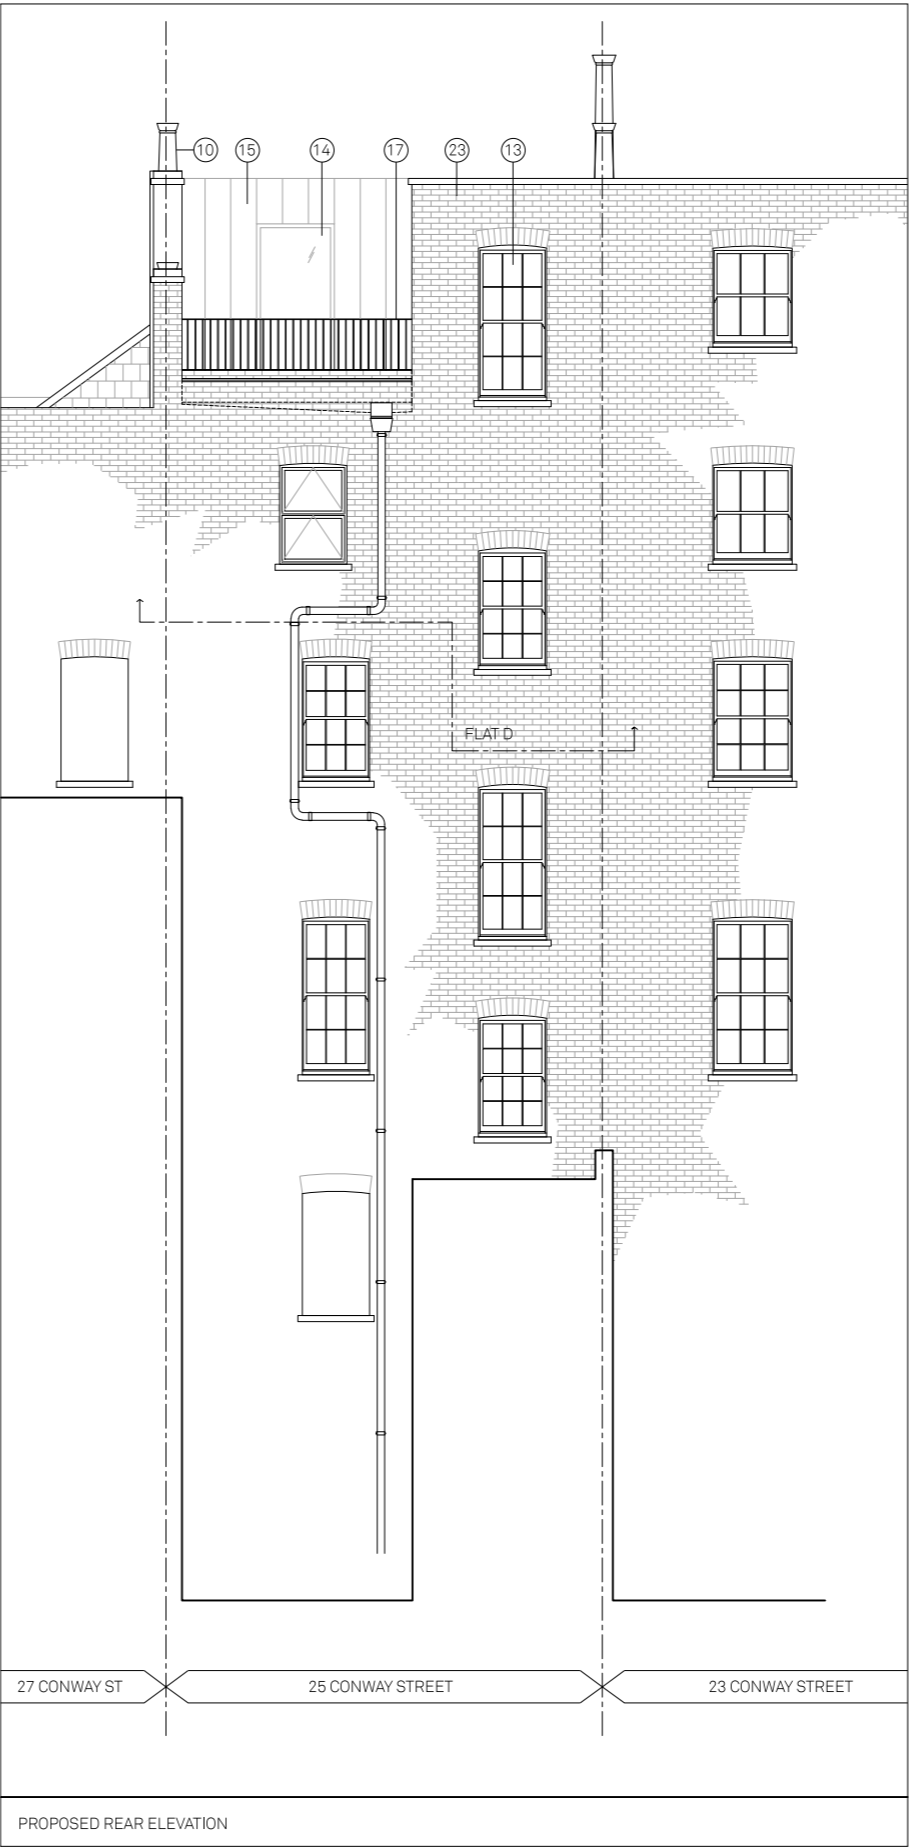 10 15 14 17 23 13
FLAT D
27 CONWAY ST 25 CONWAY STREET 23 CONWAY STREET
PROPOSED REAR ELEVATION